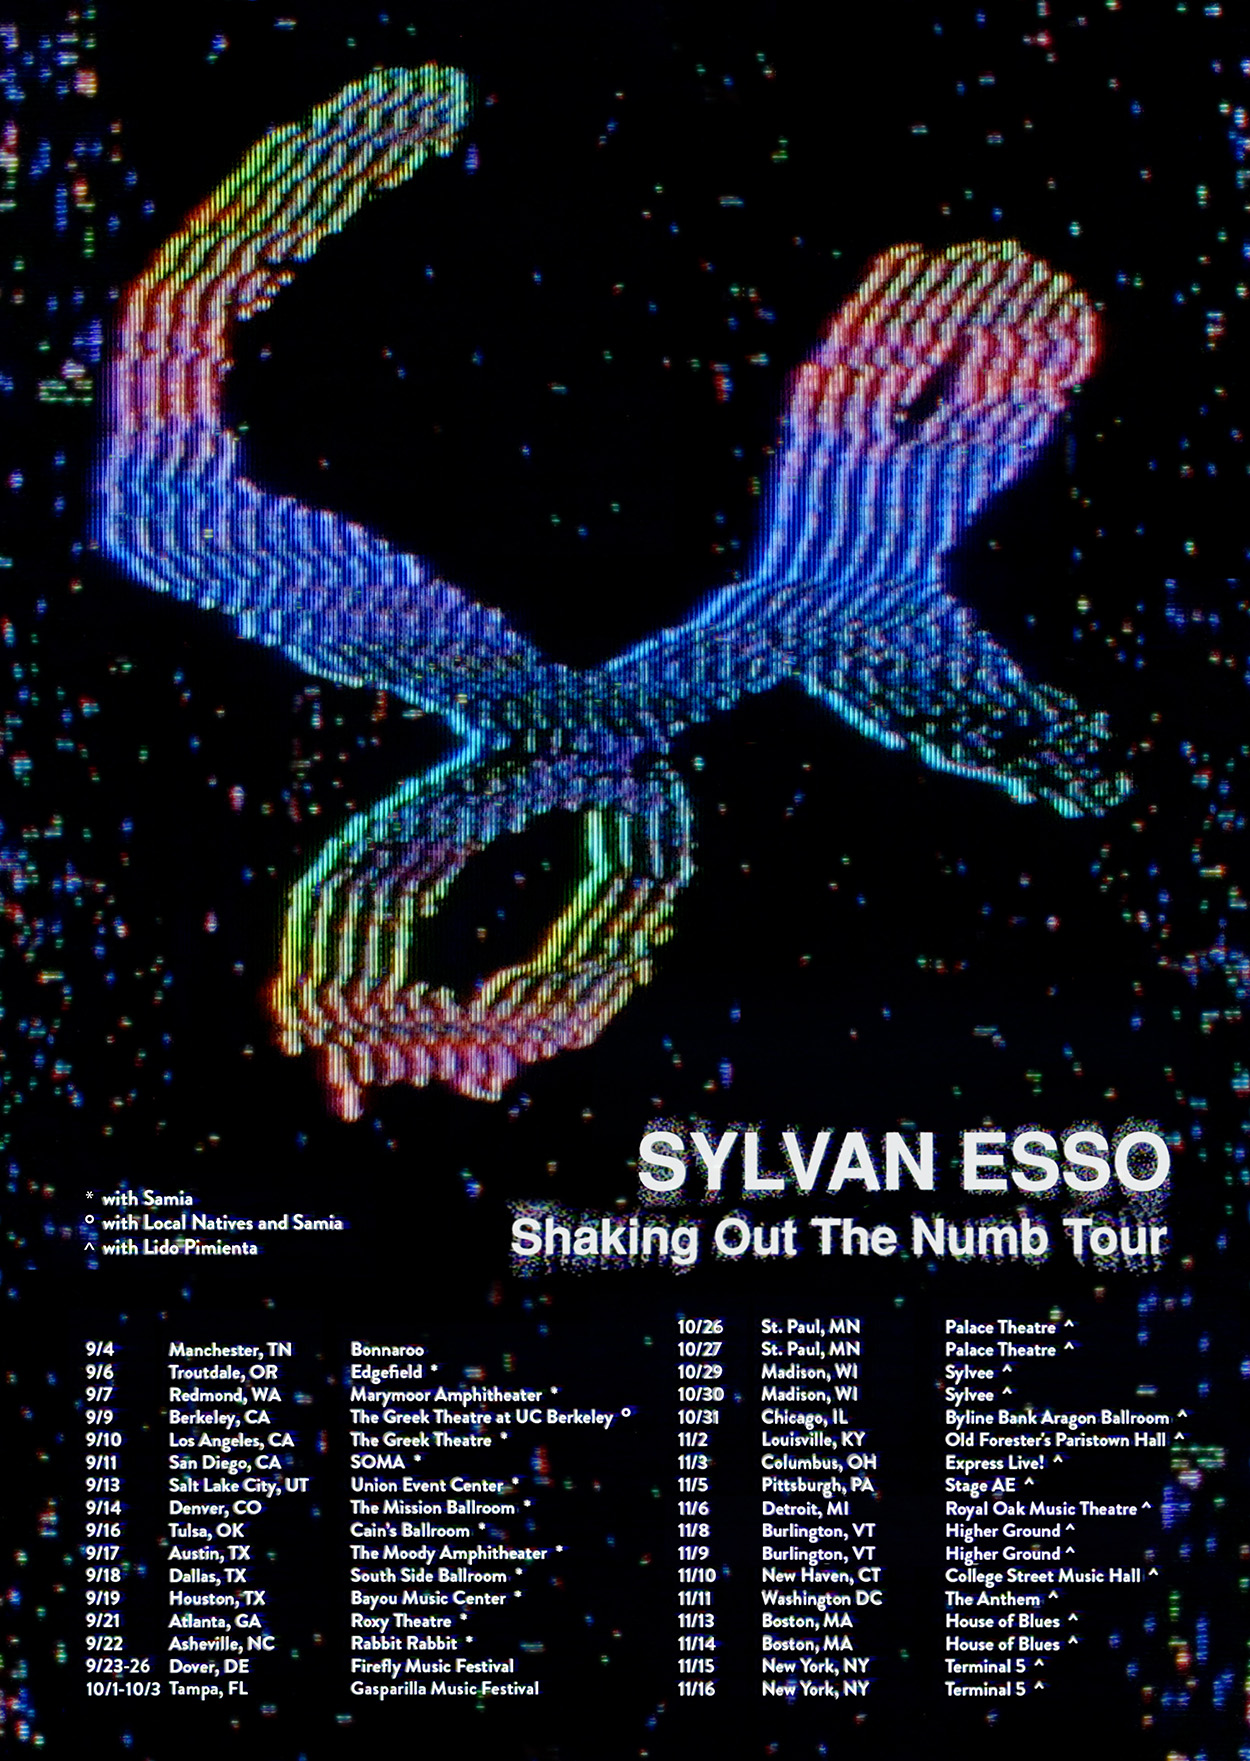 SYLVAN ESSO
Shaking Out The Numb Tour
* with Samia
° with Local Natives and Samia
^ with Lido Pimienta
9/4 Manchester, TN Bonnaroo
9/6 Troutdale, OR Edgefield *
9/7 Redmond, WA Marymoor Amphitheater *
9/9 Berkeley, CA The Greek Theatre at UC Berkeley °
9/10 Los Angeles, CA The Greek Theatre *
9/11 San Diego, CA SOMA *
9/13 Salt Lake City, UT Union Event Center *
9/14 Denver, CO The Mission Ballroom *
9/16 Tulsa, OK Cain's Ballroom *
9/17 Austin, TX The Moody Amphitheater *
9/18 Dallas, TX South Side Ballroom *
9/19 Houston, TX Bayou Music Center *
9/21 Atlanta, GA Roxy Theatre *
9/22 Asheville, NC Rabbit Rabbit *
9/23-26 Dover, DE Firefly Music Festival
10/1-10/3 Tampa, FL Gasparilla Music Festival
10/26 St. Paul, MN Palace Theatre ^
10/27 St. Paul, MN Palace Theatre ^
10/29 Madison, WI Sylvee ^
10/30 Madison, WI Sylvee ^
10/31 Chicago, IL Byline Bank Aragon Ballroom ^
11/2 Louisville, KY Old Forester's Paristown Hall ^
11/3 Columbus, OH Express Live! ^
11/5 Pittsburgh, PA Stage AE ^
11/6 Detroit, MI Royal Oak Music Theatre ^
11/8 Burlington, VT Higher Ground ^
11/9 Burlington, VT Higher Ground ^
11/10 New Haven, CT College Street Music Hall ^
11/11 Washington DC The Anthem ^
11/13 Boston, MA House of Blues ^
11/14 Boston, MA House of Blues ^
11/15 New York, NY Terminal 5 ^
11/16 New York, NY Terminal 5 ^